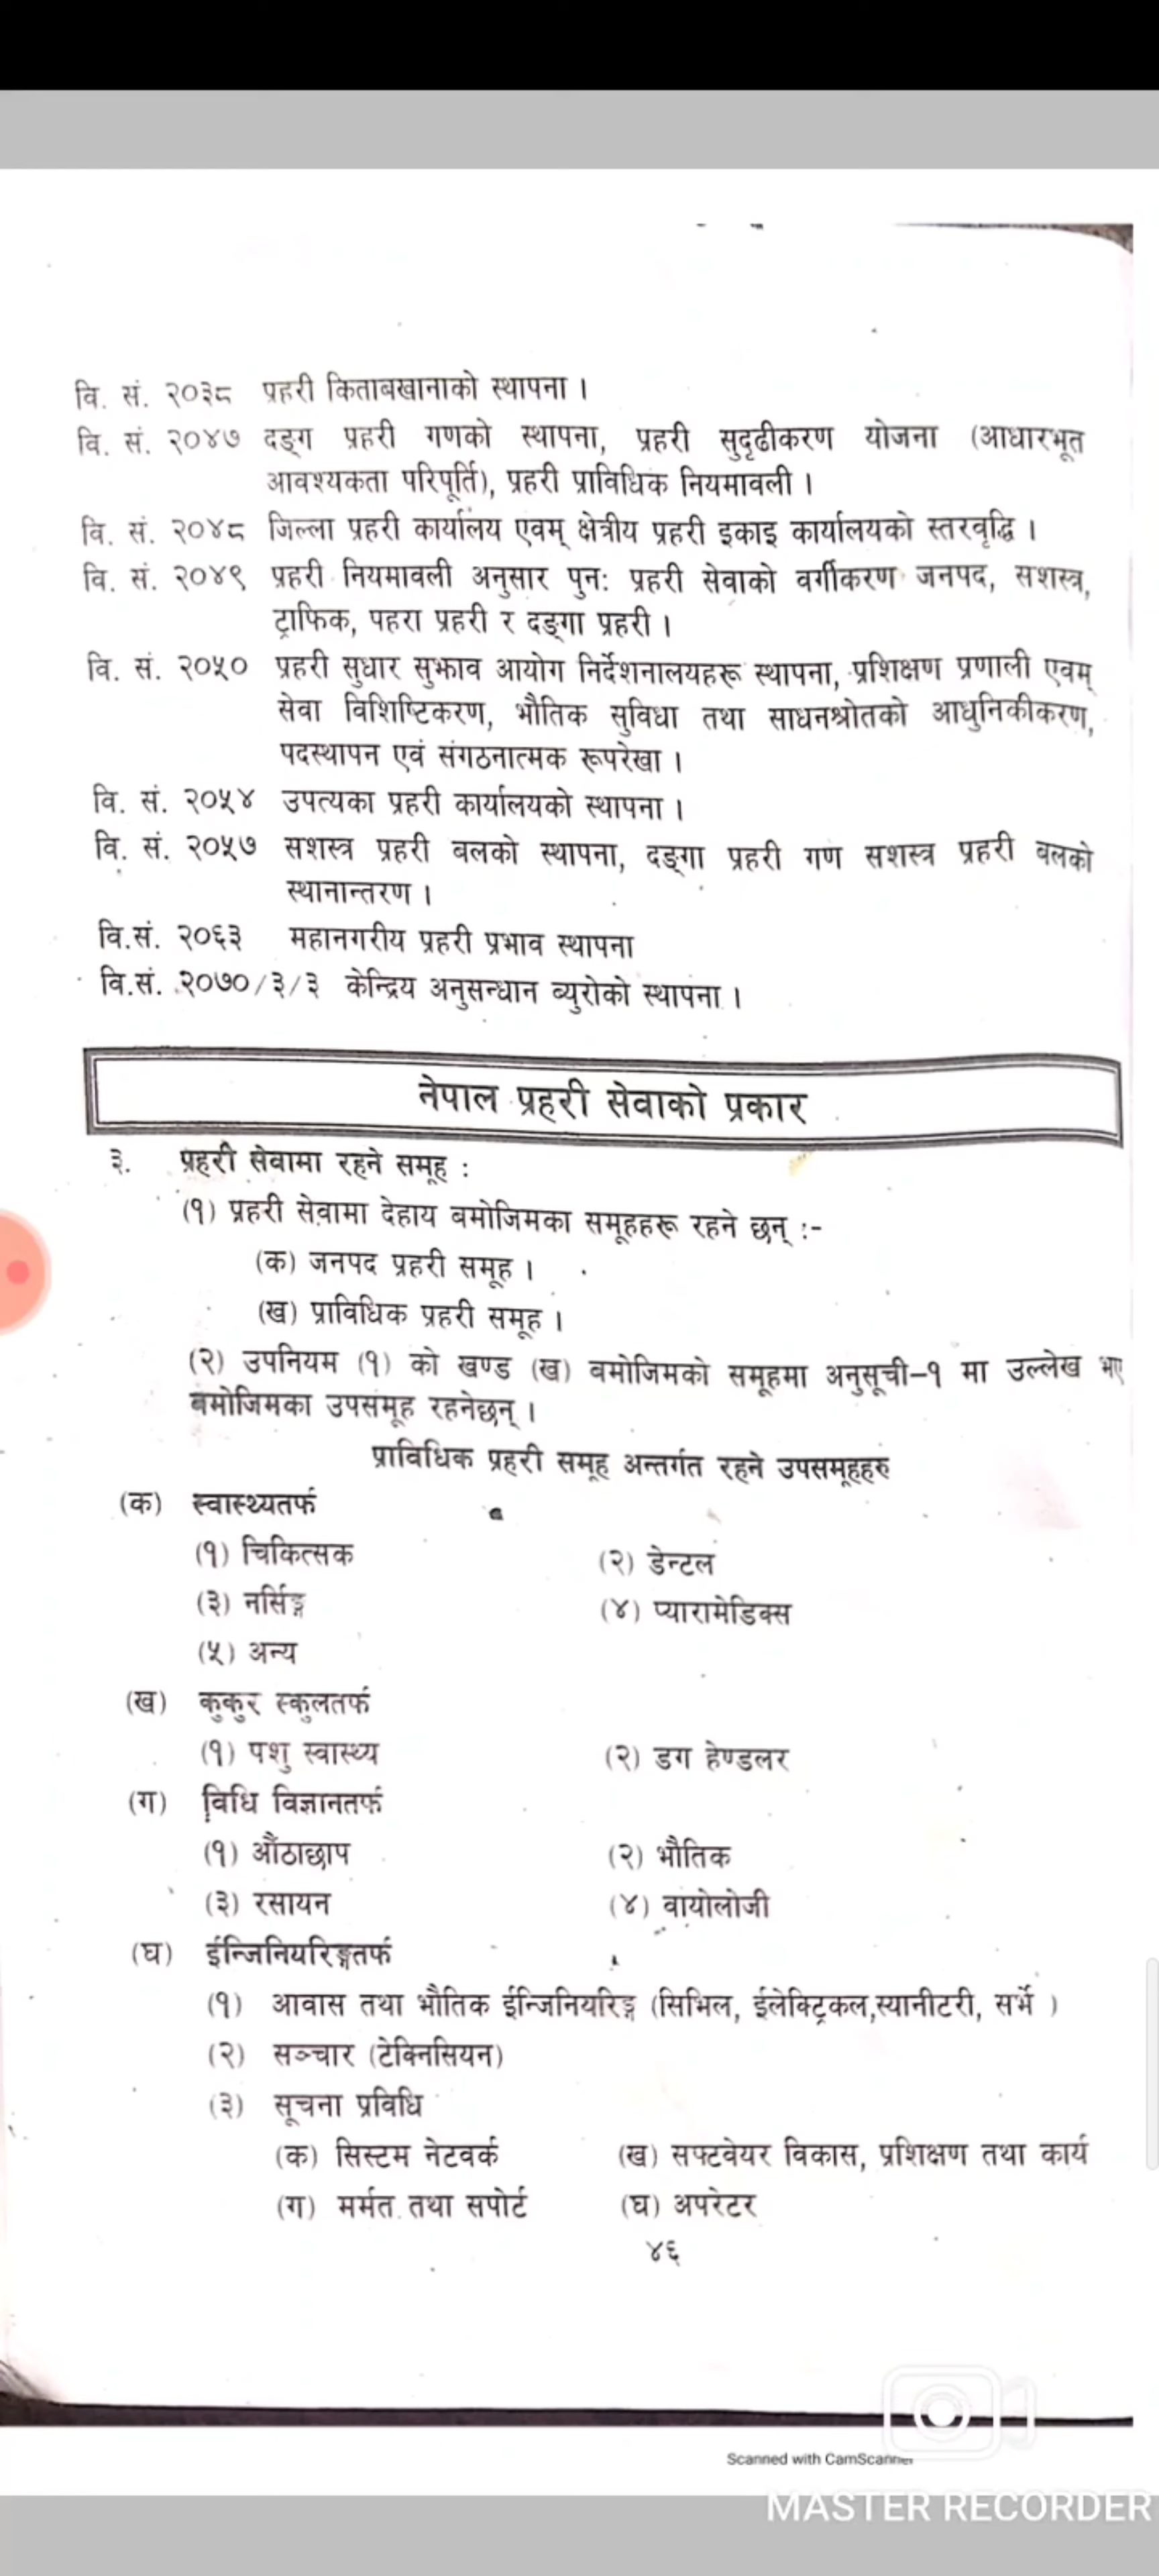 वि. सं. २०३८ प्रहरी किताबखानाको स्थापना ।
वि. सं. २०४७ दङ्ग प्रहरी गणको स्थापना, प्रहरी सुदृढीकरण योजना (आधारभूत
आवश्यकता परिपूर्ति), प्रहरी प्राविधिक नियमावली ।
वि. सं. २०४८ जिल्ला प्रहरी कार्यालय एवम् क्षेत्रीय प्रहरी इकाइ कार्यालयको स्तरवृद्धि ।
वि. सं. २०४९ प्रहरी नियमावली अनुसार पुनः प्रहरी सेवाको वर्गीकरण जनपद, सशस्त्र,
ट्राफिक, पहरा प्रहरी र दङ्गा प्रहरी ।
वि. सं. २०५० प्रहरी सुधार सुझाव आयोग निर्देशनालयहरू स्थापना, प्रशिक्षण प्रणाली एवम्
सेवा विशिष्टिकरण, भौतिक सुविधा तथा साधनश्रोतको आधुनिकीकरण,
पदस्थापन एवं संगठनात्मक रूपरेखा ।
वि. सं. २०५४ उपत्यका प्रहरी कार्यालयको स्थापना ।
वि. सं. २०५७ सशस्त्र प्रहरी बलको स्थापना, दङ्गा प्रहरी गण सशस्त्र प्रहरी बलको
स्थानान्तरण ।
वि.सं. २०६३ महानगरीय प्रहरी प्रभाव स्थापना
वि.सं. २०७०/३/३ केन्द्रिय अनुसन्धान ब्युरोको स्थापना ।
नेपाल प्रहरी सेवाको प्रकार
३. प्रहरी सेवामा रहने समूह :
(१) प्रहरी सेवामा देहाय बमोजिमका समूहहरू रहने छन् :-
(क) जनपद प्रहरी समूह ।
(ख) प्राविधिक प्रहरी समूह ।
(२) उपनियम (१) को खण्ड (ख) बमोजिमको समूहमा अनुसूची-१ मा उल्लेख भए
बमोजिमका उपसमूह रहनेछन् ।
प्राविधिक प्रहरी समूह अन्तर्गत रहने उपसमूहहरु
(क) स्वास्थ्यतर्फ
(१) चिकित्सक (२) डेन्टल
(३) नर्सिङ्ग (४) प्यारामेडिक्स
(५) अन्य
(ख) कुकुर स्कुलतर्फ
(१) पशु स्वास्थ्य (२) डग हेण्डलर
(ग) विधि विज्ञानतर्फ
(१) औंठाछाप (२) भौतिक
(३) रसायन (४) वायोलोजी
(घ) ईन्जिनियरिङ्गतर्फ
(१) आवास तथा भौतिक ईन्जिनियरिङ्ग (सिभिल, ईलेक्ट्रिकल,स्यानीटरी, सर्भे )
(२) सञ्चार (टेक्निसियन)
(३) सूचना प्रविधि
(क) सिस्टम नेटवर्क (ख) सफ्टवेयर विकास, प्रशिक्षण तथा कार्य
(ग) मर्मत तथा सपोर्ट (घ) अपरेटर
४६
Scanned with CamScanner
MASTER RECORDER